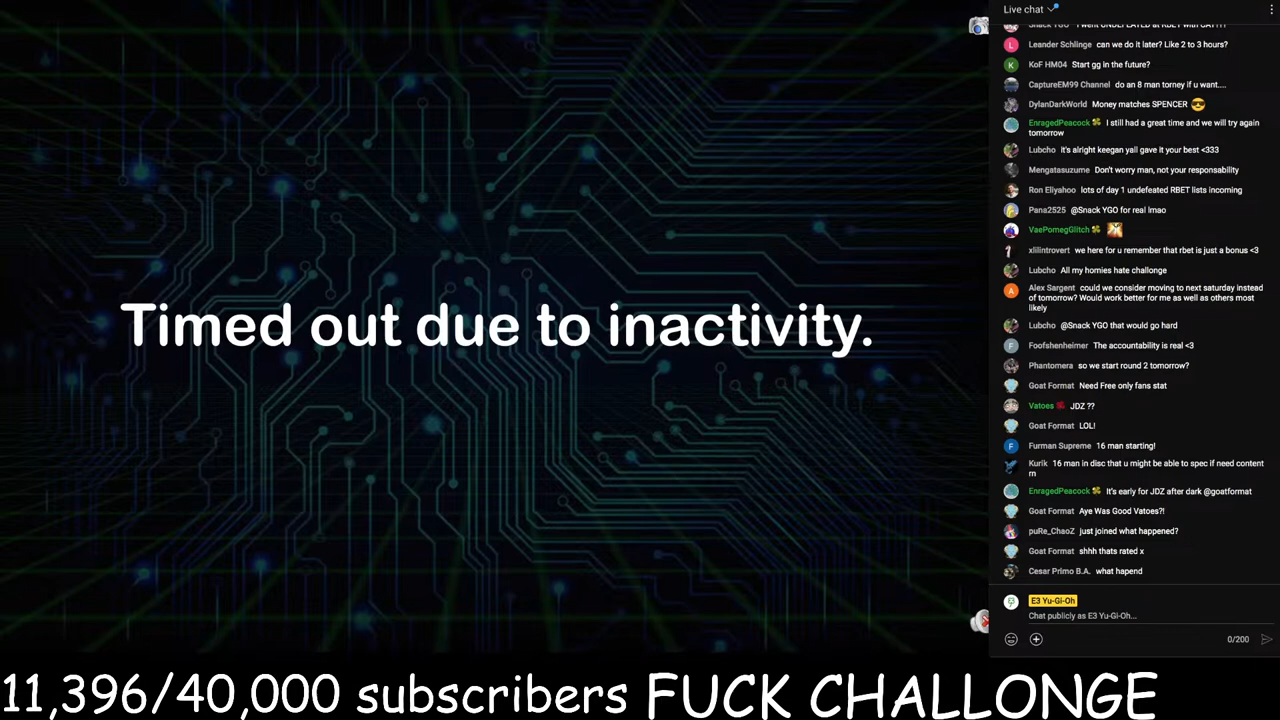 Live chat
Snack YGO I went UNDEFEATED at RBET with CAT!!!!
Leander Schlinge can we do it later? Like 2 to 3 hours?
KoF HM04 Start gg in the future?
CaptureEM99 Channel do an 8 man torney if u want....
DylanDarkWorld Money matches SPENCER 😎
EnragedPeacock I still had a great time and we will try again
tomorrow
Lubcho It's alright keegan yall gave it your best <333
Mengatasuzume Don't worry man, not your responsability
Ron Eliyahoo lots of day 1 undefeated RBET lists incoming
Pana2525 @Snack YGO for real lmao
VaePomegGlitch
xlilintrovert we here for u remember that rbet is just a bonus <3
Lubcho All my homies hate challonge
Alex Sargent could we consider moving to next saturday instead
of tomorrow? Would work better for me as well as others most
likely
Lubcho @Snack YGO that would go hard
Foofshenheimer The accountability is real <3
Phantomera so we start round 2 tomorrow?
Goat Format Need Free only fans stat
Vatoes JDZ ??
Goat Format LOL!
Furman Supreme 16 man starting!
Kurik 16 man in disc that u might be able to spec if need content
rn
EnragedPeacock It's early for JDZ after dark @goatformat
Goat Format Aye Was Good Vatoes?!
puRe_ChaoZ just joined what happened?
Goat Format shhh thats rated x
Cesar Primo B.A. what hapend
E3 Yu-Gi-Oh
Chat publicly as E3 Yu-Gi-Oh...
0/200
Timed out due to inactivity.
11,396/40,000 subscribers FUCK CHALLONGE